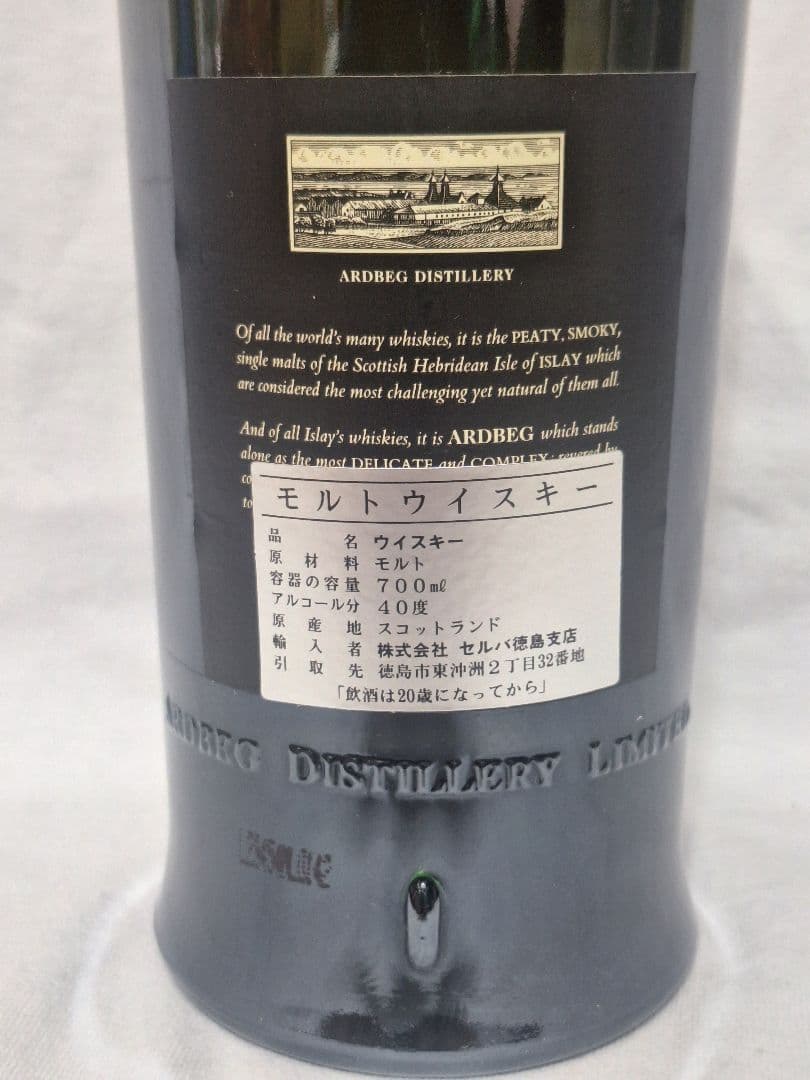 ARDBEG DISTILLERY
Of all the world's many whiskies, it is the PEATY, SMOKY,
single malts of the Scottish Hebridean Isle of ISLAY which
are considered the most challenging yet natural of them all.
And of all Islay's whiskies, it is ARDBEG which stands
alone as the most DELICATE and COMPLEX; revered by
co
to
モルトウイスキー
品名 ウイスキー
原材料 モルト
容器の容量 700ml
アルコール分 40度
原産地 スコットランド
輸入者 株式会社 セルバ徳島支店
引取先 徳島市東沖洲2丁目32番地
「飲酒は20歳になってから」
ARDBEG DISTILLERY LIMITED